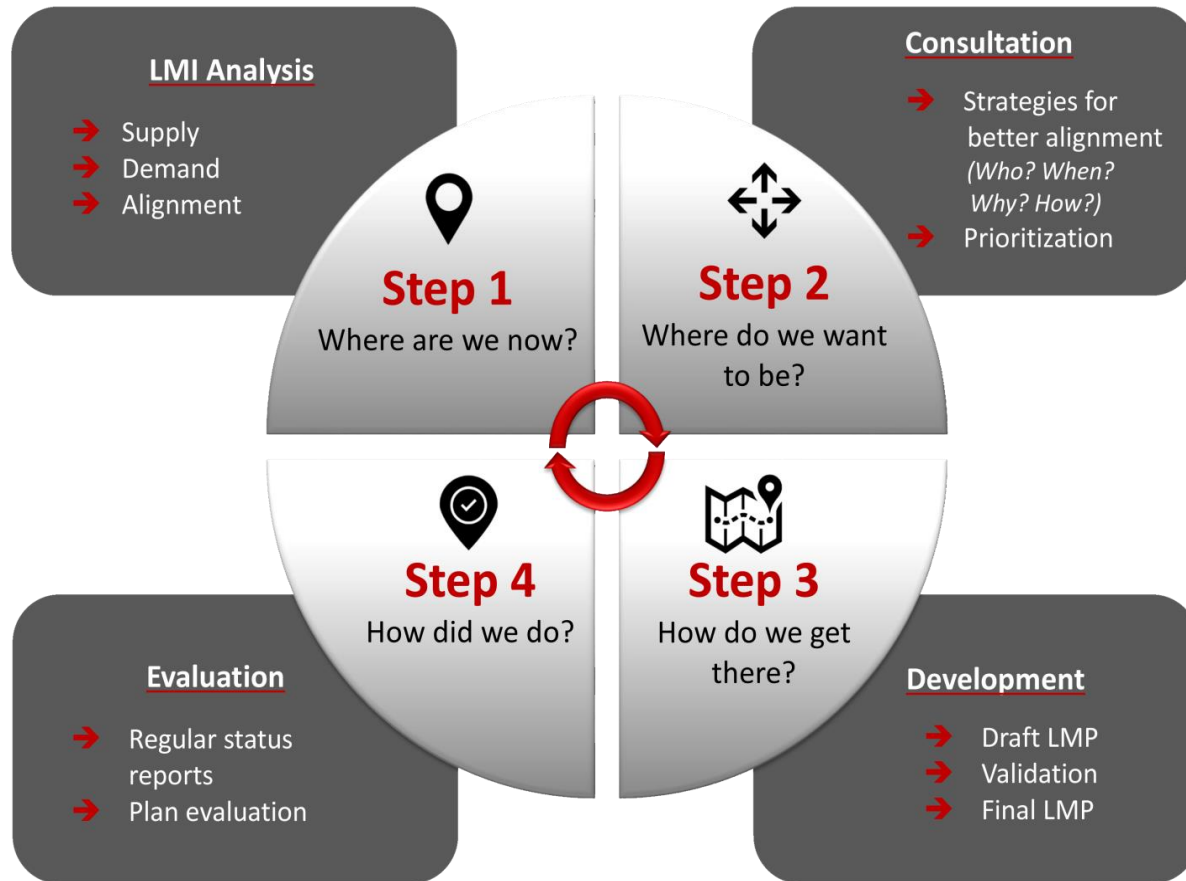 LMI Analysis
Supply
Demand
Alignment
Step 1
Where are we now?
Consultation
Strategies for
better alignment
(Who? When?
Why? How?)
Prioritization
Step 2
Where do we want
to be?
Step 4
How did we do?
Evaluation
Regular status
reports
Plan evaluation
Step 3
How do we get
there?
Development
Draft LMP
Validation
Final LMP